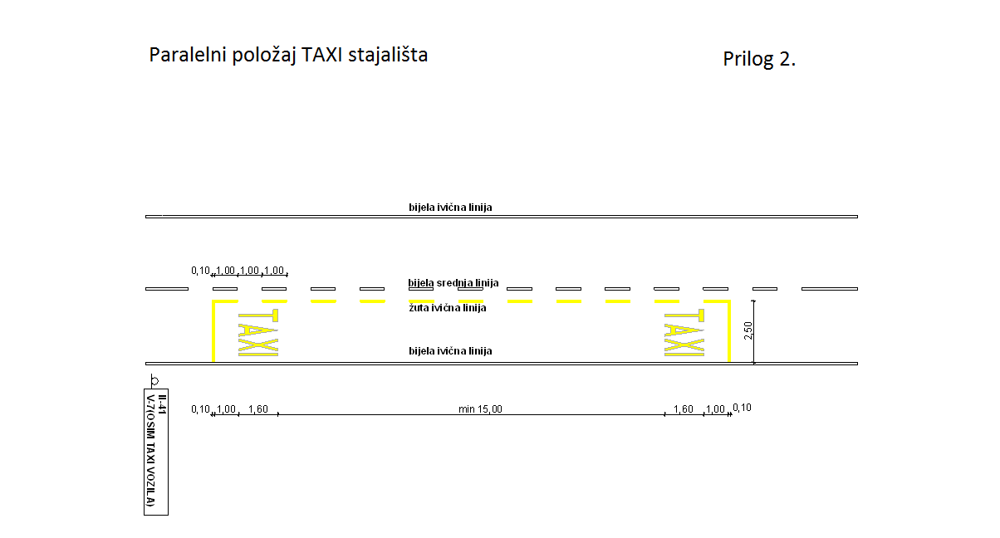 Paralelni položaj TAXI stajališta
Prilog 2.
bijela ivična linija
0,10 1,00 1,00 1,00
bijela srednja linija
žuta ivična linija
TAXI
TAXI
2,50
bijela ivična linija
II-41
V-7(OSIM TAXI VOZILA)
0,10 1,00 1,60 min 15,00 1,60 1,00 0,10